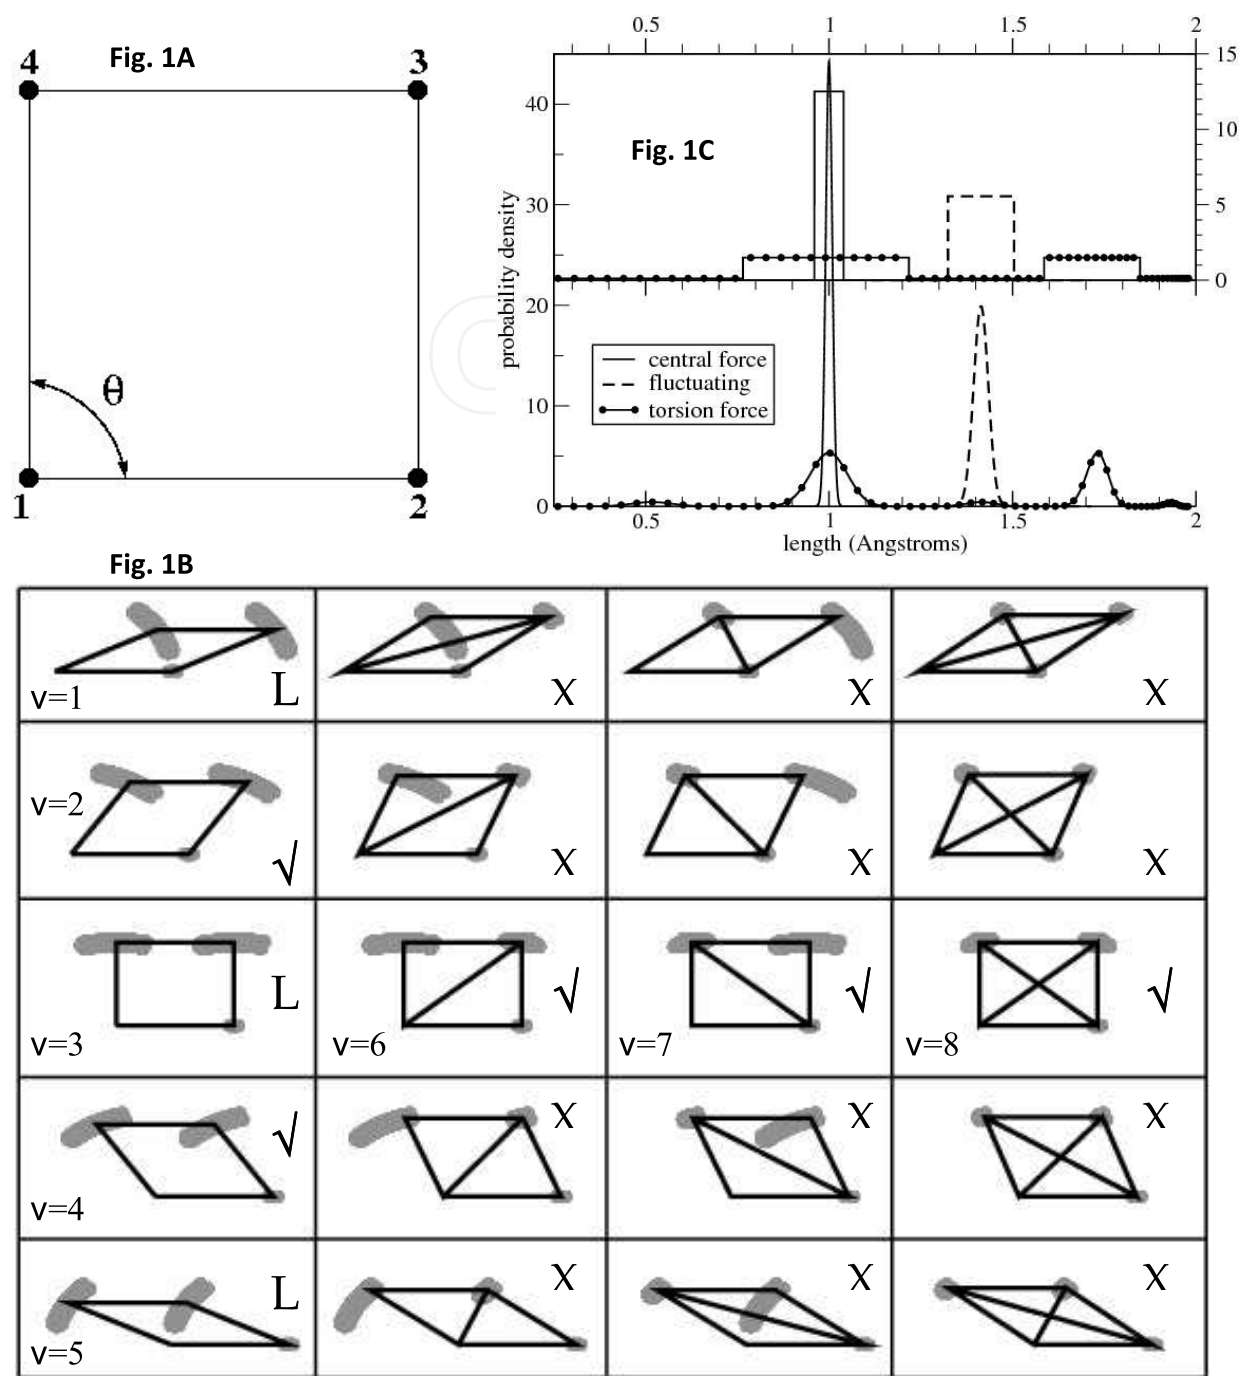 Fig. 1A
4
3
θ
1
2
0.5 1 1.5 2
Fig. 1C
40
30
20
10
0
15
10
5
0
probability density
central force
fluctuating
torsion force
0.5 1 1.5 2
length (Angstroms)
Fig. 1B
v=1 L X X X
v=2 √ X X X
v=3 L v=6 √ v=7 √ v=8 √
v=4 √ X X X
v=5 L X X X